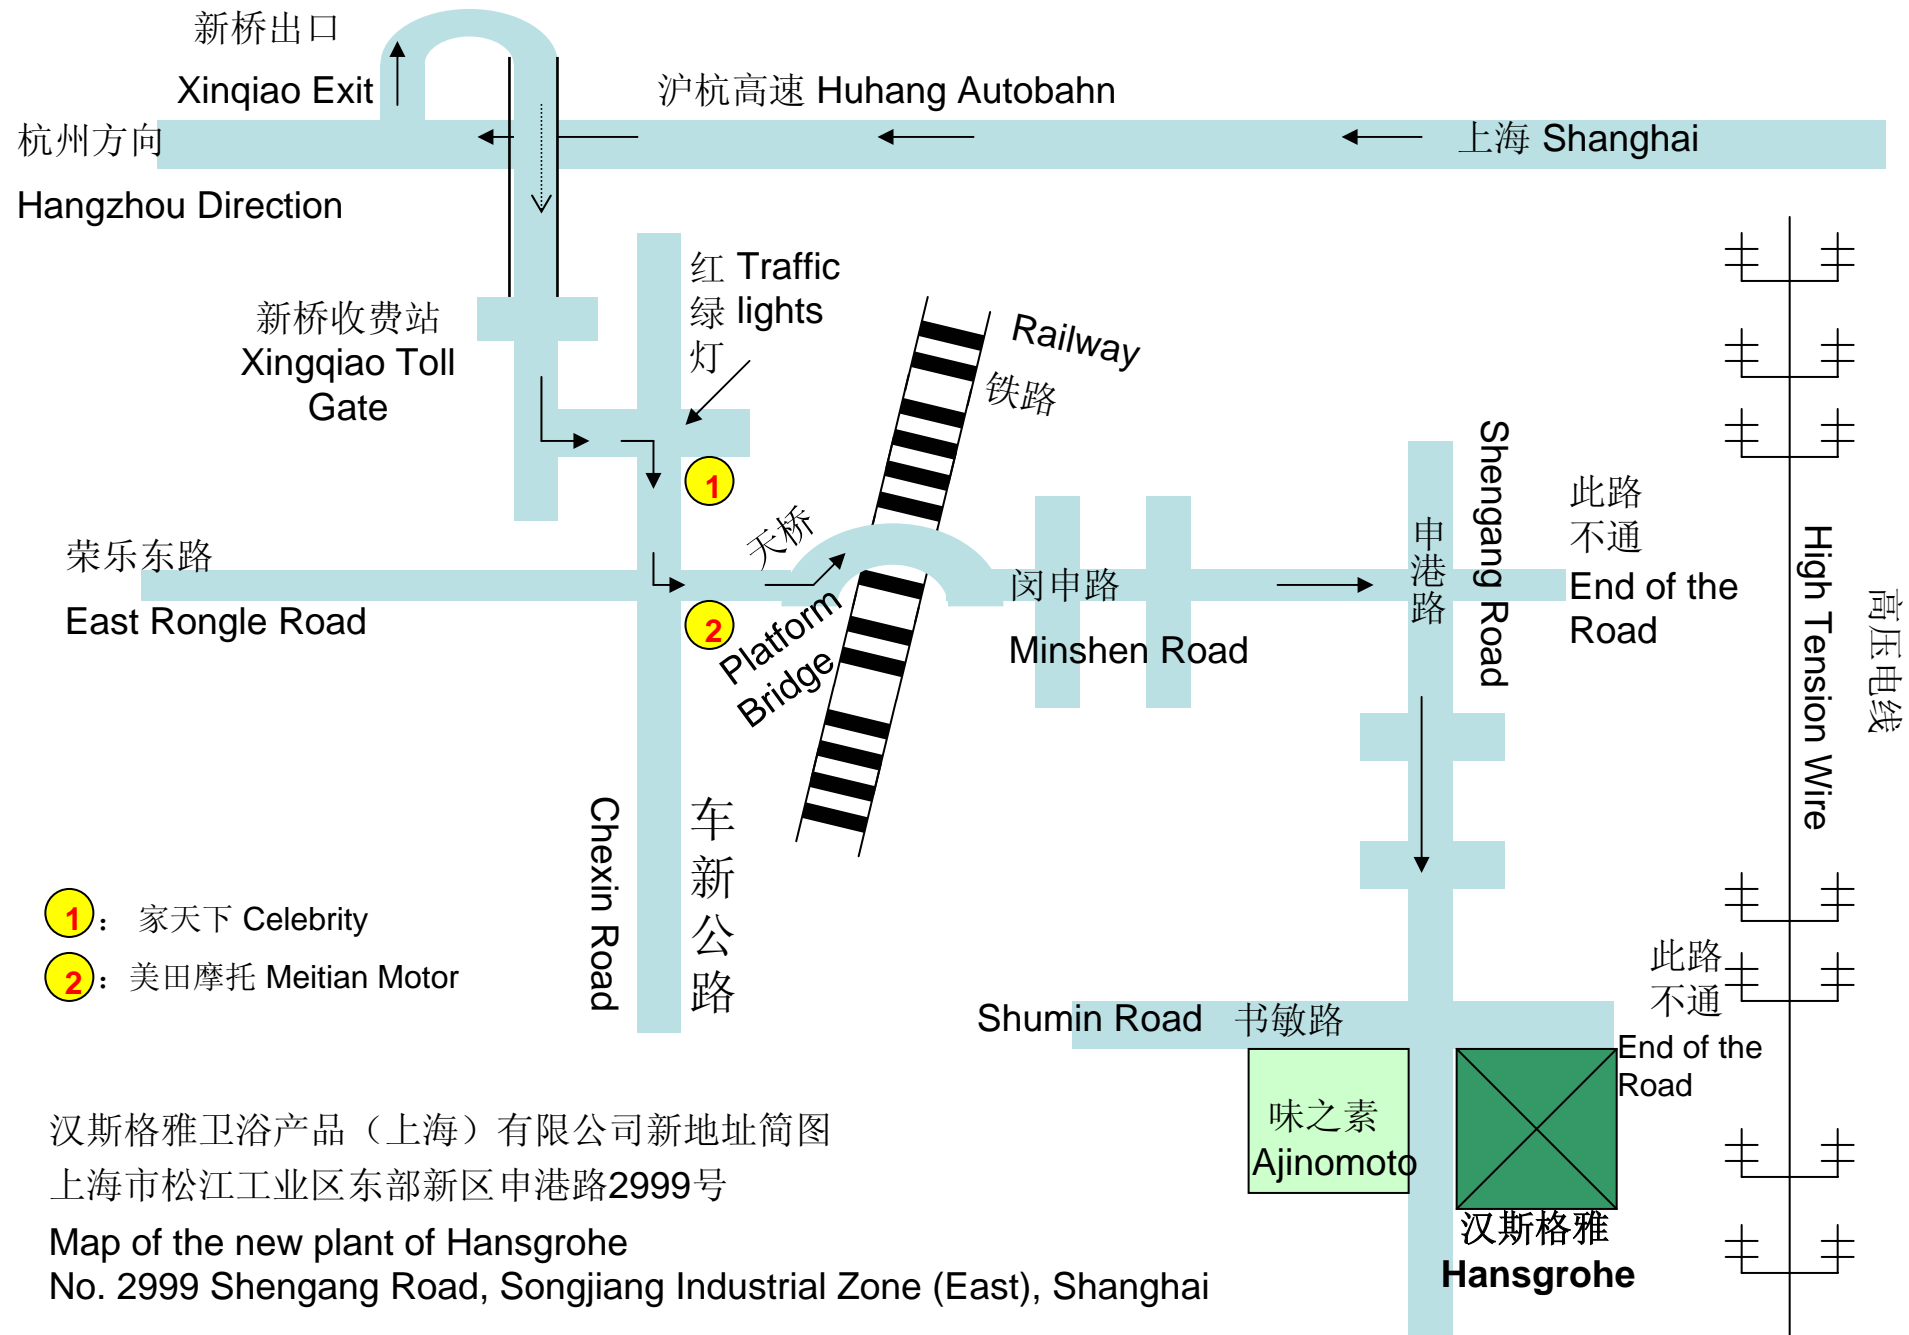 新桥出口
Xinqiao Exit
沪杭高速 Huhang Autobahn
杭州方向
上海 Shanghai
Hangzhou Direction
红 Traffic
绿 lights
灯
新桥收费站
Xingqiao Toll
Gate
Railway
铁路
1
天桥
Platform
Bridge
荣乐东路
East Rongle Road
2
闵申路
Minshen Road
申港路
Shengang Road
此路
不通
End of the
Road
High Tension Wire
高压电线
Chexin Road
车新公路
1： 家天下 Celebrity
2：美田摩托 Meitian Motor
Shumin Road 书敏路
此路
不通
End of the
Road
味之素
Ajinomoto
汉斯格雅
Hansgrohe
汉斯格雅卫浴产品（上海）有限公司新地址简图
上海市松江工业区东部新区申港路2999号
Map of the new plant of Hansgrohe
No. 2999 Shengang Road, Songjiang Industrial Zone (East), Shanghai